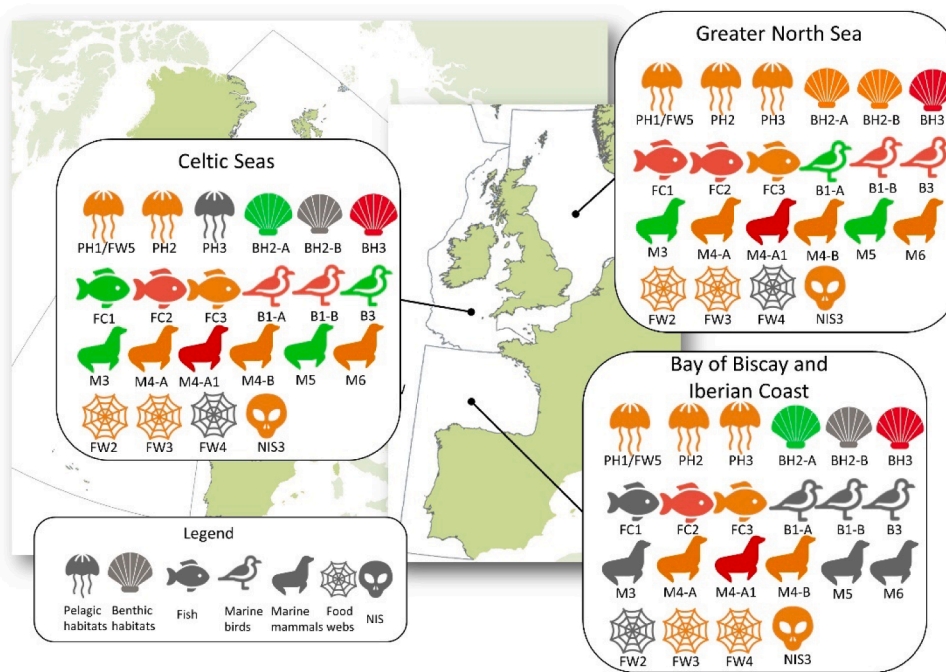 Greater North Sea
PH1/FW5 PH2 PH3 BH2-A BH2-B BH3
FC1 FC2 FC3 B1-A B1-B B3
M3 M4-A M4-A1 M4-B M5 M6
FW2 FW3 FW4 NIS3
Celtic Seas
PH1/FW5 PH2 PH3 BH2-A BH2-B BH3
FC1 FC2 FC3 B1-A B1-B B3
M3 M4-A M4-A1 M4-B M5 M6
FW2 FW3 FW4 NIS3
Bay of Biscay and
Iberian Coast
PH1/FW5 PH2 PH3 BH2-A BH2-B BH3
FC1 FC2 FC3 B1-A B1-B B3
M3 M4-A M4-A1 M4-B M5 M6
FW2 FW3 FW4 NIS3
Legend
Pelagic Benthic Fish Marine Marine Food NIS
habitats habitats birds mammals webs